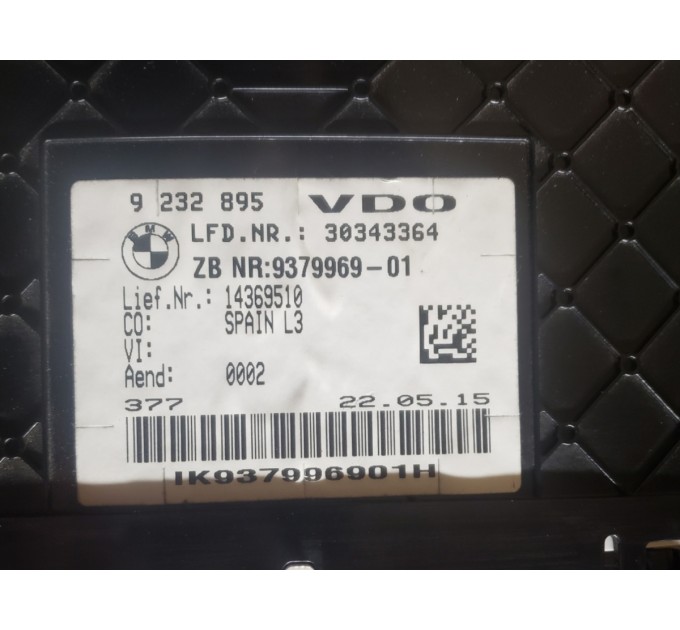 9 232 895 VDO
BMW
LFD.NR.: 30343364
ZB NR:9379969-01
Lief.Nr.: 14369510
CO: SPAIN L3
VI:
Aend: 0002
377 22.05.15
IK937996901H